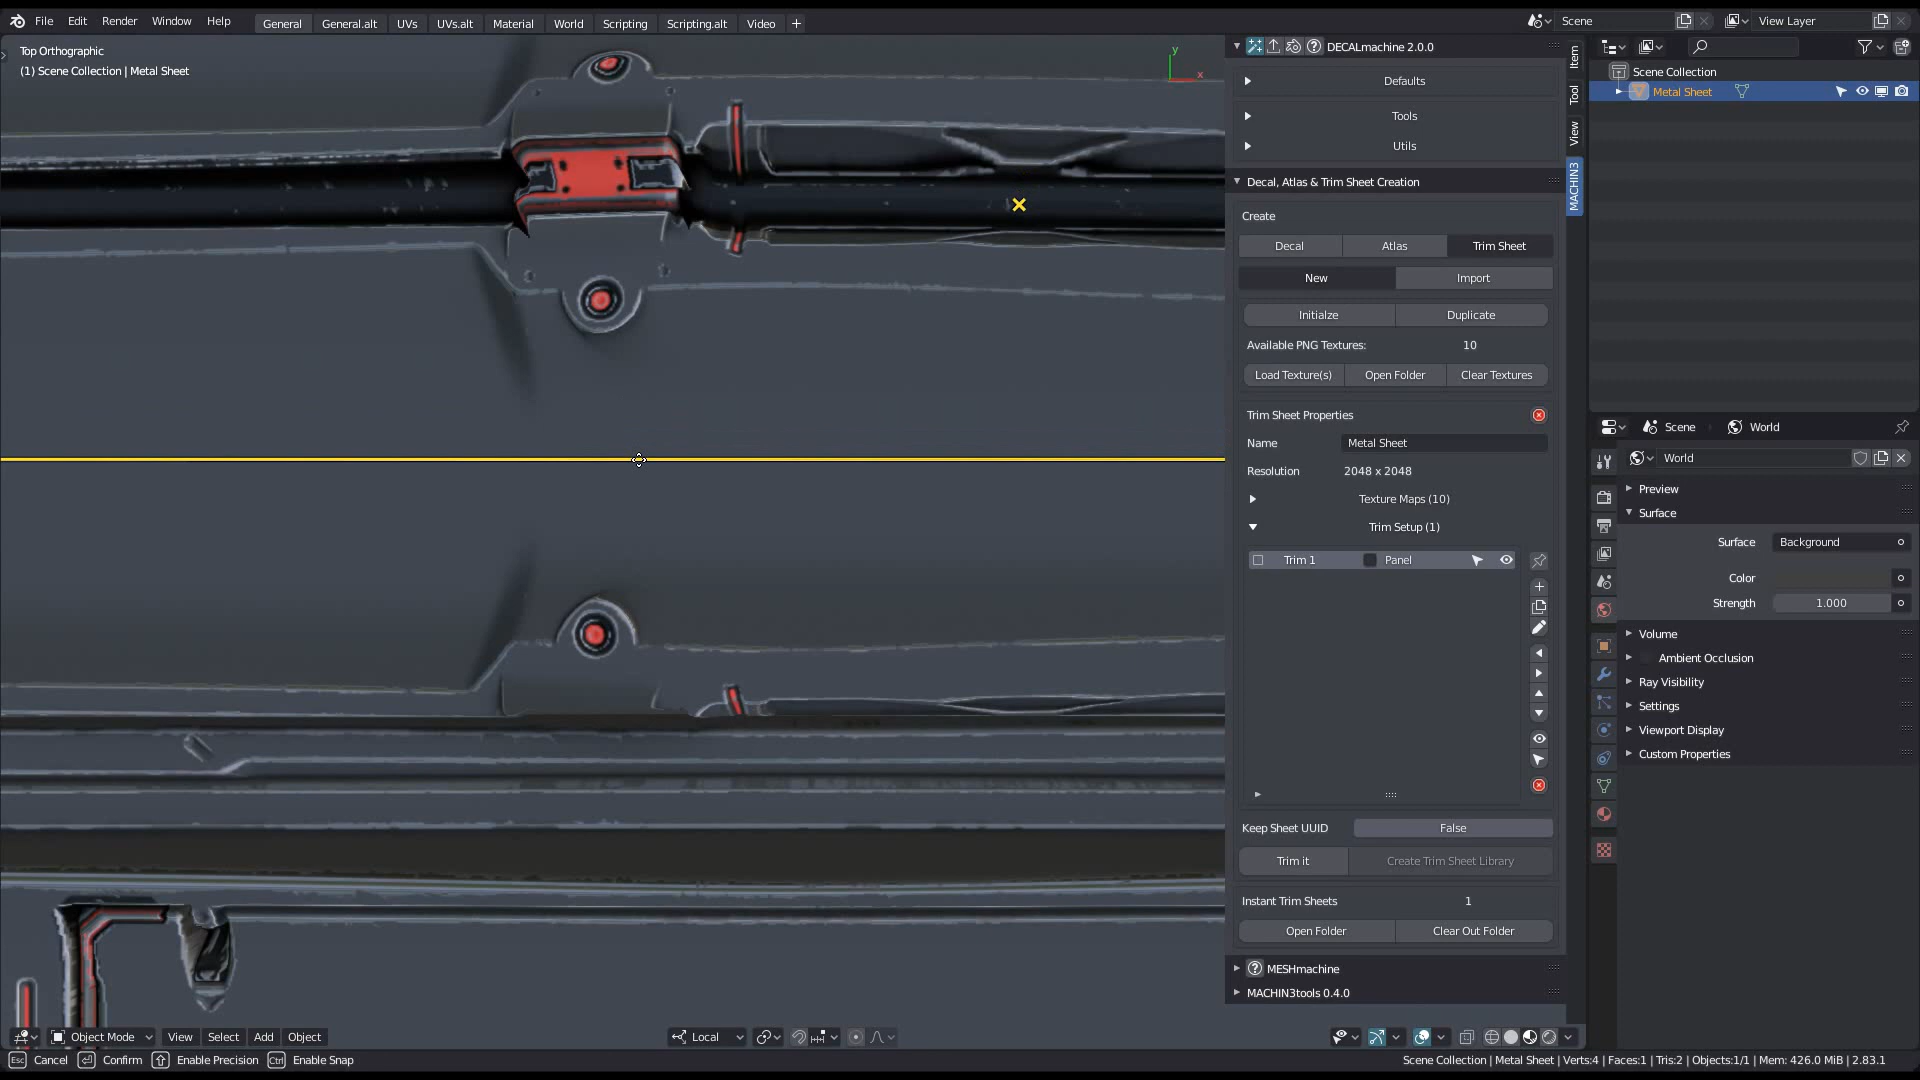 File Edit Render Window Help General General.alt UVs UVs.alt Material World Scripting Scripting.alt Video + Scene View Layer
Top Orthographic
(1) Scene Collection | Metal Sheet
y
x
DECALmachine 2.0.0
Defaults
Tools
Utils
Decal, Atlas & Trim Sheet Creation
Create
Decal Atlas Trim Sheet
New Import
Initialze Duplicate
Available PNG Textures: 10
Load Texture(s) Open Folder Clear Textures
Trim Sheet Properties
Name Metal Sheet
Resolution 2048 x 2048
Texture Maps (10)
Trim Setup (1)
Trim 1 Panel
Keep Sheet UUID False
Trim it Create Trim Sheet Library
Instant Trim Sheets 1
Open Folder Clear Out Folder
MESHmachine
MACHIN3tools 0.4.0
Item
Tool
View
MACHIN3
Scene Collection
Metal Sheet
Scene World
World
Preview
Surface
Surface Background
Color
Strength 1.000
Volume
Ambient Occlusion
Ray Visibility
Settings
Viewport Display
Custom Properties
Object Mode View Select Add Object Local
Esc Cancel Confirm Enable Precision Ctrl Enable Snap Scene Collection | Metal Sheet | Verts:4 | Faces:1 | Tris:2 | Objects:1/1 | Mem: 426.0 MiB | 2.83.1